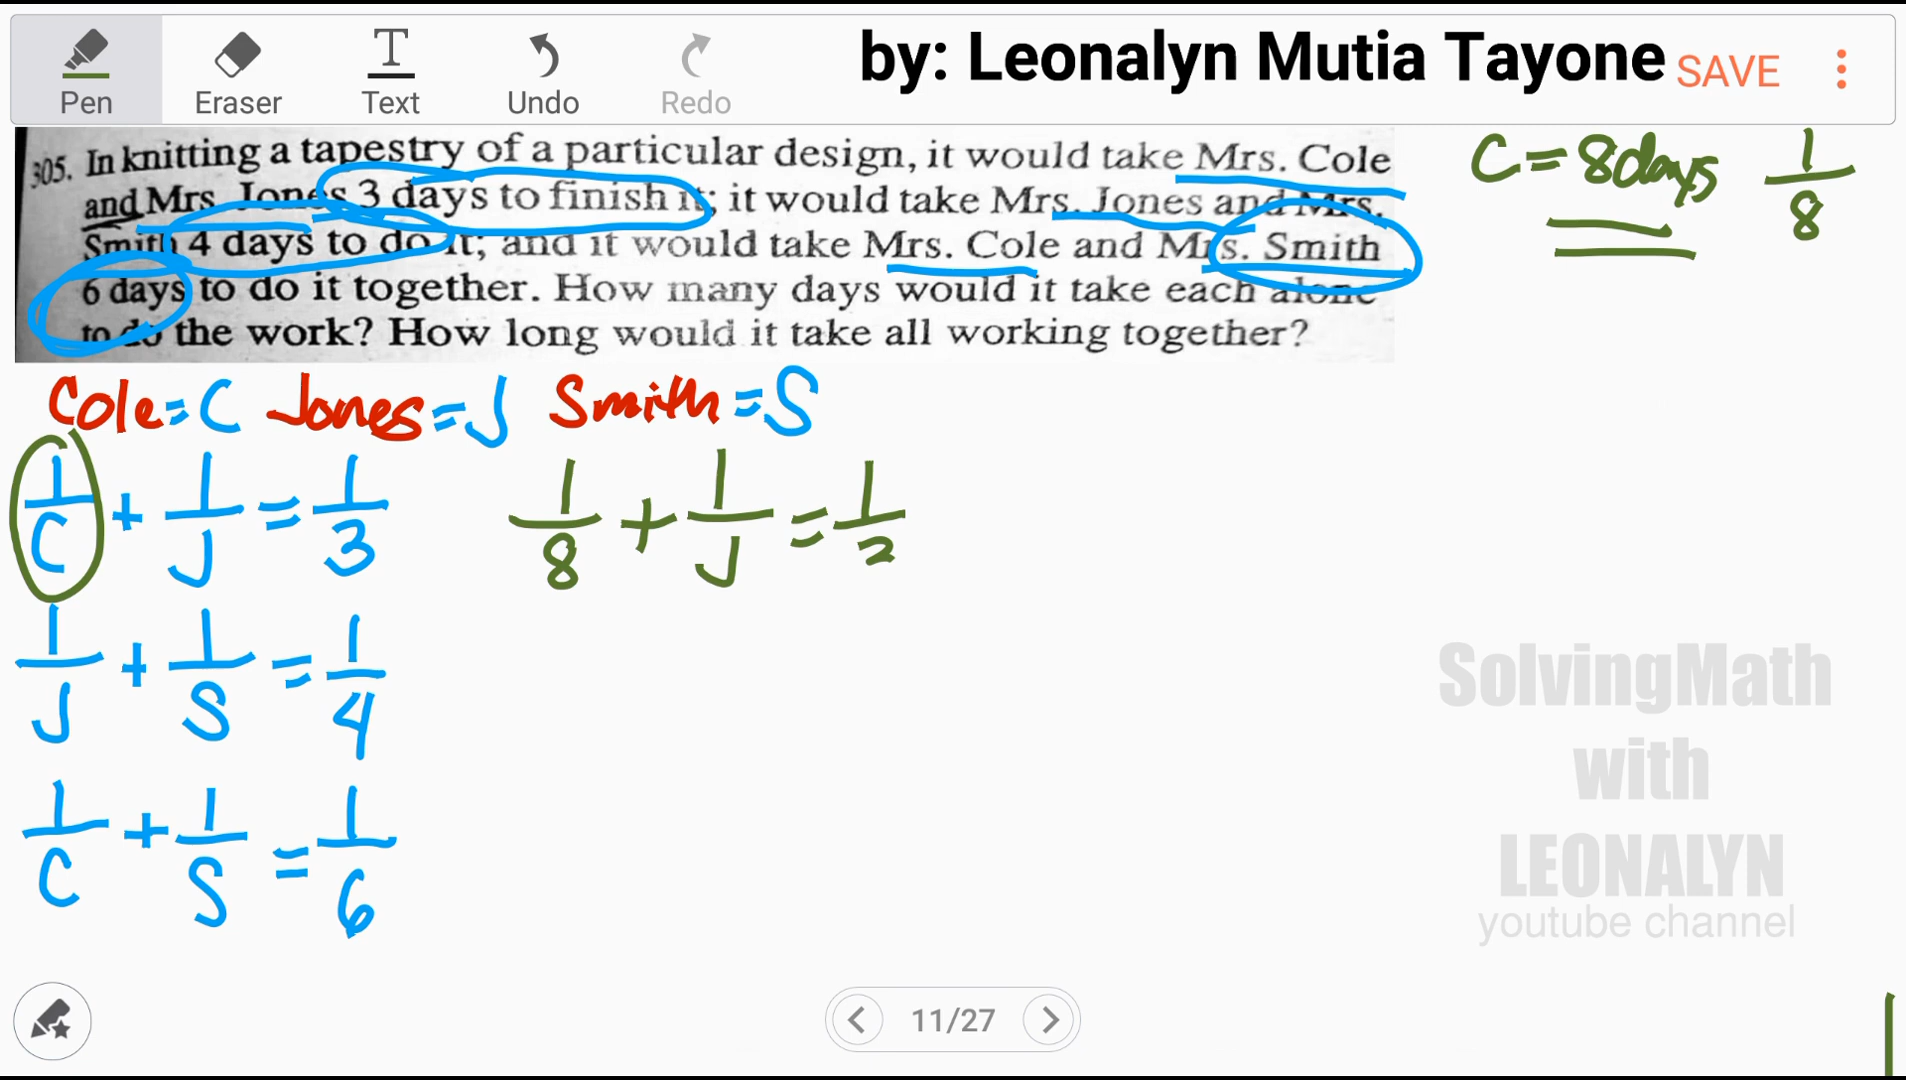 Pen Eraser Text Undo Redo by: Leonalyn Mutia Tayone SAVE
305. In knitting a tapestry of a particular design, it would take Mrs. Cole
and Mrs. Jones 3 days to finish it; it would take Mrs. Jones and Mrs.
Smith 4 days to do it; and it would take Mrs. Cole and Mrs. Smith
6 days to do it together. How many days would it take each alone
to do the work? How long would it take all working together?
C = 8 days 1/8
Cole = C Jones = J Smith = S
1/C + 1/J = 1/3
1/8 + 1/J = 1/2
1/J + 1/S = 1/4
1/C + 1/S = 1/6
SolvingMath
with
LEONALYN
youtube channel
11/27